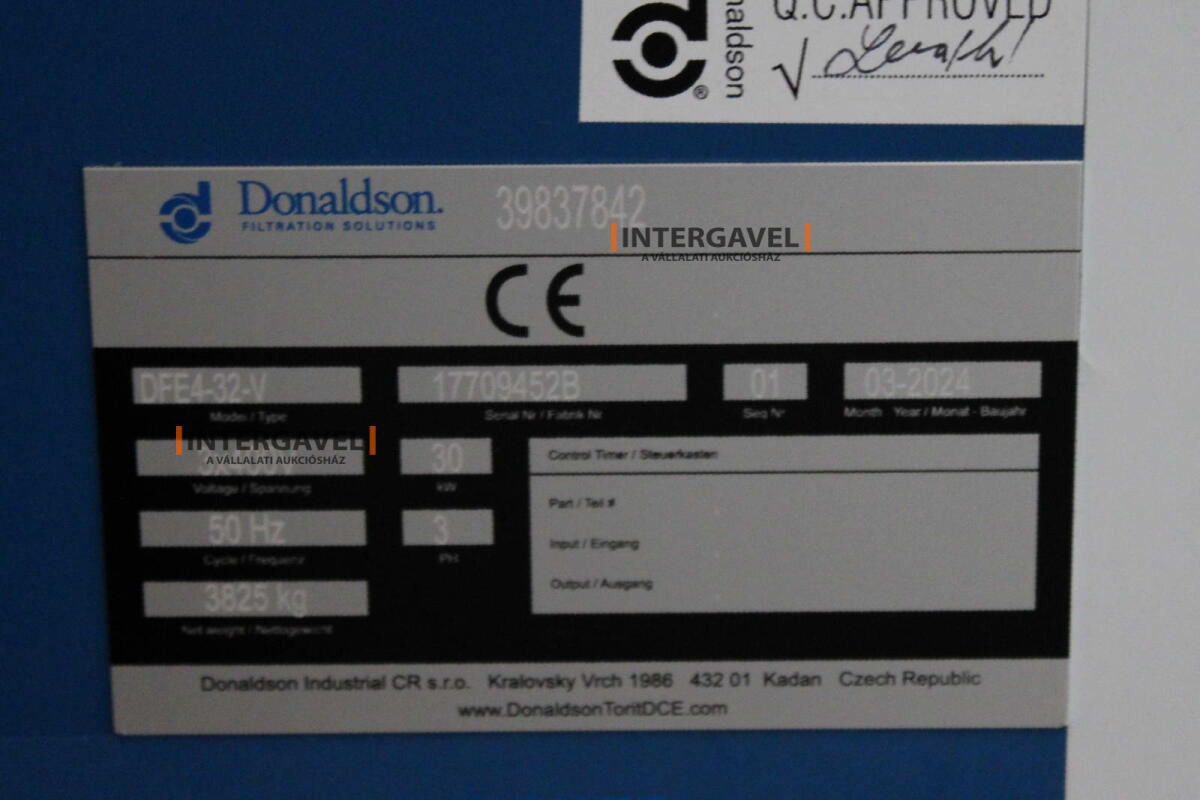 Q.C.APPROVED
Donaldson
®
√
Donaldson.
FILTRATION SOLUTIONS
39837842
INTERGAVEL
A VÁLLALATI AUKCIÓSHÁZ
CE
DFE4-32-V 17709452B 01 03-2024
Model / Type Serial Nr / Fabrik Nr Seq Nr Month Year / Monat - Baujahr
INTERGAVEL
A VÁLLALATI AUKCIÓSHÁZ
30
Voltage / Spannung kW
50 Hz 3
Cycle / Frequenz PH
3825 kg
Net weight / Nettogewicht
Control Timer / Steuerkasten
Part / Teil #
Input / Eingang
Output / Ausgang
Donaldson Industrial CR s.r.o. Kralovsky Vrch 1986 432 01 Kadan Czech Republic
www.DonaldsonToritDCE.com